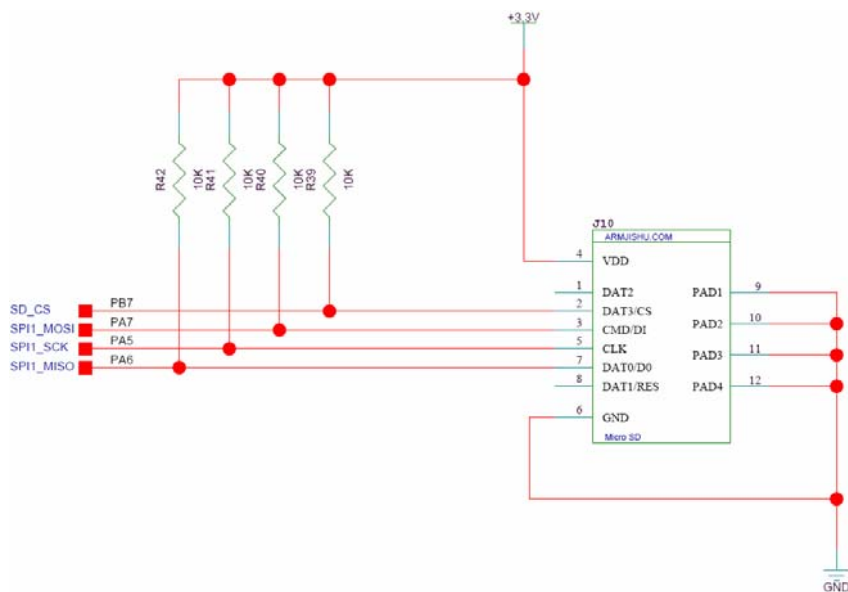 +3.3V
R42
10K
R41
10K
R40
10K
R39
10K
J10
ARMJISHU.COM
4 VDD
1 DAT2 PAD1 9
SD_CS PB7 2 DAT3/CS PAD2 10
SPI1_MOSI PA7 3 CMD/DI
SPI1_SCK PA5 5 CLK PAD3 11
SPI1_MISO PA6 7 DAT0/D0
8 DAT1/RES PAD4 12
6 GND
Micro SD
GND